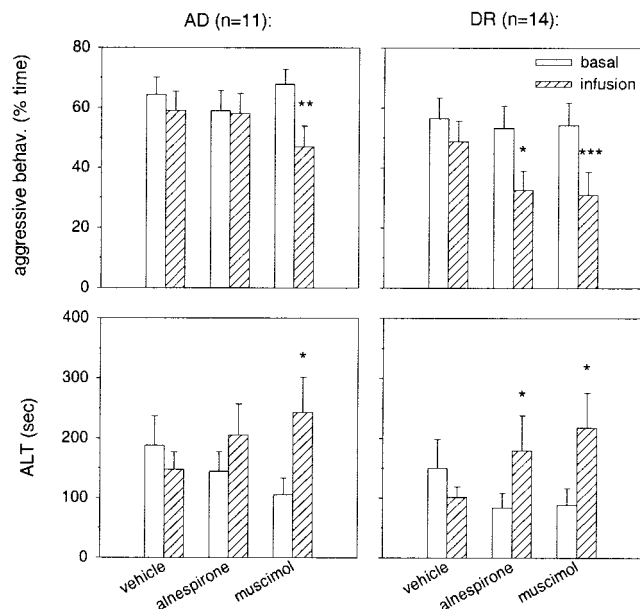 AD (n=11):
DR (n=14):
aggressive behav. (% time)
80
60
40
20
0
**
basal
infusion
*
***
ALT (sec)
400
300
200
100
0
*
*
*
vehicle
alnespirone
muscimol
vehicle
alnespirone
muscimol